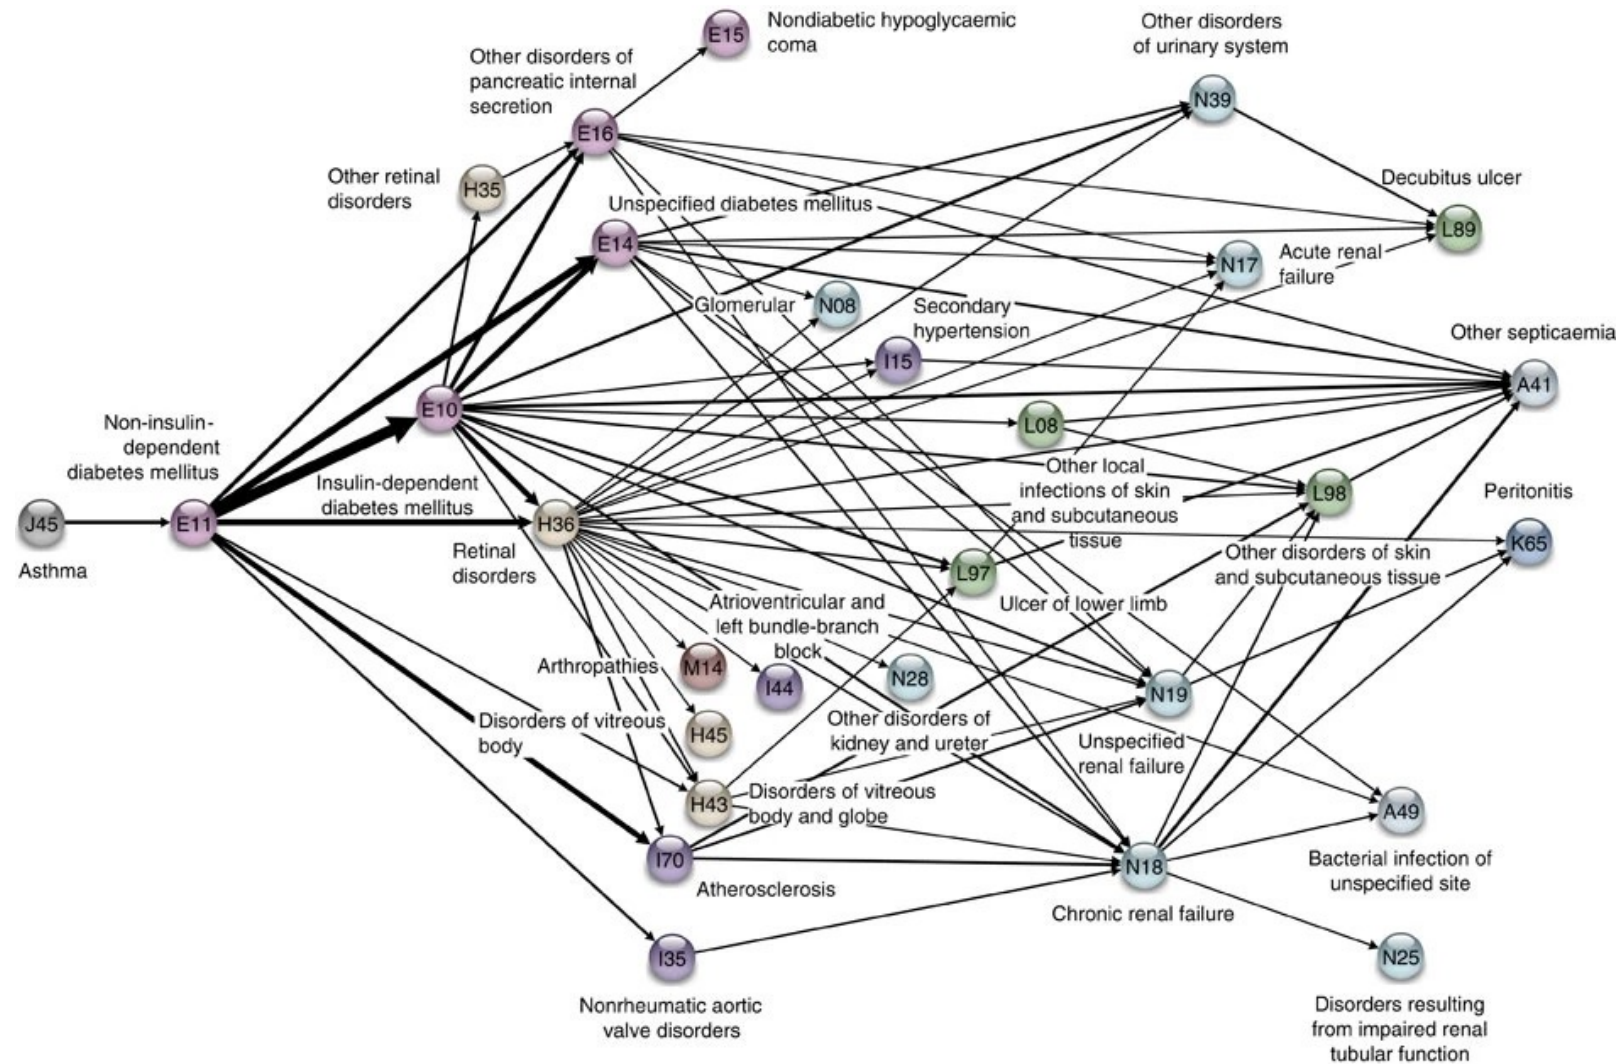 E15
Nondiabetic hypoglycaemic
coma
Other disorders
of urinary system
Other disorders of
pancreatic internal
secretion
N39
E16
Other retinal
disorders
H35
Decubitus ulcer
Unspecified diabetes mellitus
L89
E14
N17
Acute renal
failure
Glomerular
N08
Secondary
hypertension
I15
Other septicaemia
A41
E10
Non-insulin-
dependent
diabetes mellitus
L08
Other local
infections of skin
and subcutaneous
tissue
Insulin-dependent
diabetes mellitus
L98
Peritonitis
J45
Asthma
E11
H36
Retinal
disorders
K65
L97
Other disorders of skin
and subcutaneous tissue
Atrioventricular and
left bundle-branch
block
Ulcer of lower limb
Arthropathies
M14
I44
N28
N19
Disorders of vitreous
body
H45
Other disorders of
kidney and ureter
Unspecified
renal failure
H43
Disorders of vitreous
body and globe
A49
Bacterial infection of
unspecified site
I70
Atherosclerosis
N18
Chronic renal failure
I35
Nonrheumatic aortic
valve disorders
N25
Disorders resulting
from impaired renal
tubular function